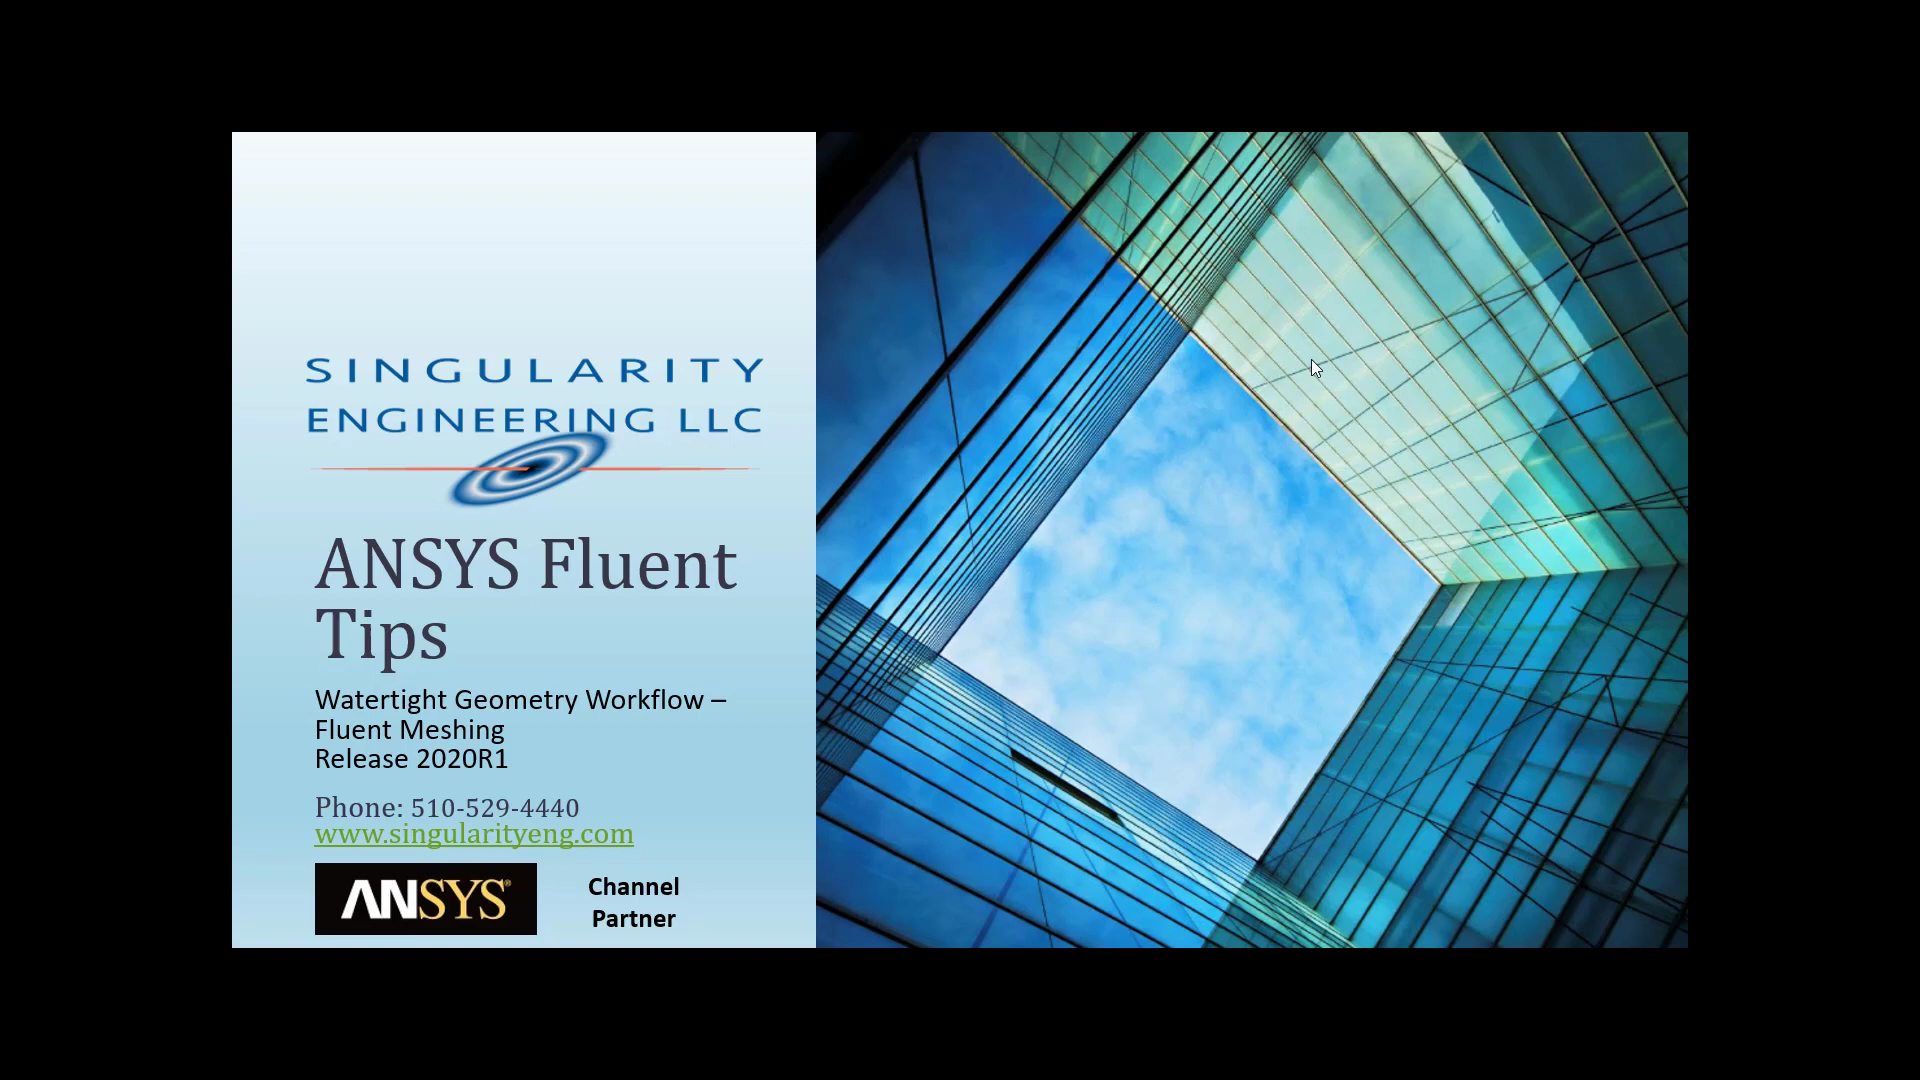 SINGULARITY
ENGINEERING LLC
ANSYS Fluent
Tips
Watertight Geometry Workflow –
Fluent Meshing
Release 2020R1
Phone: 510-529-4440
www.singularityeng.com
ANSYS®
Channel
Partner